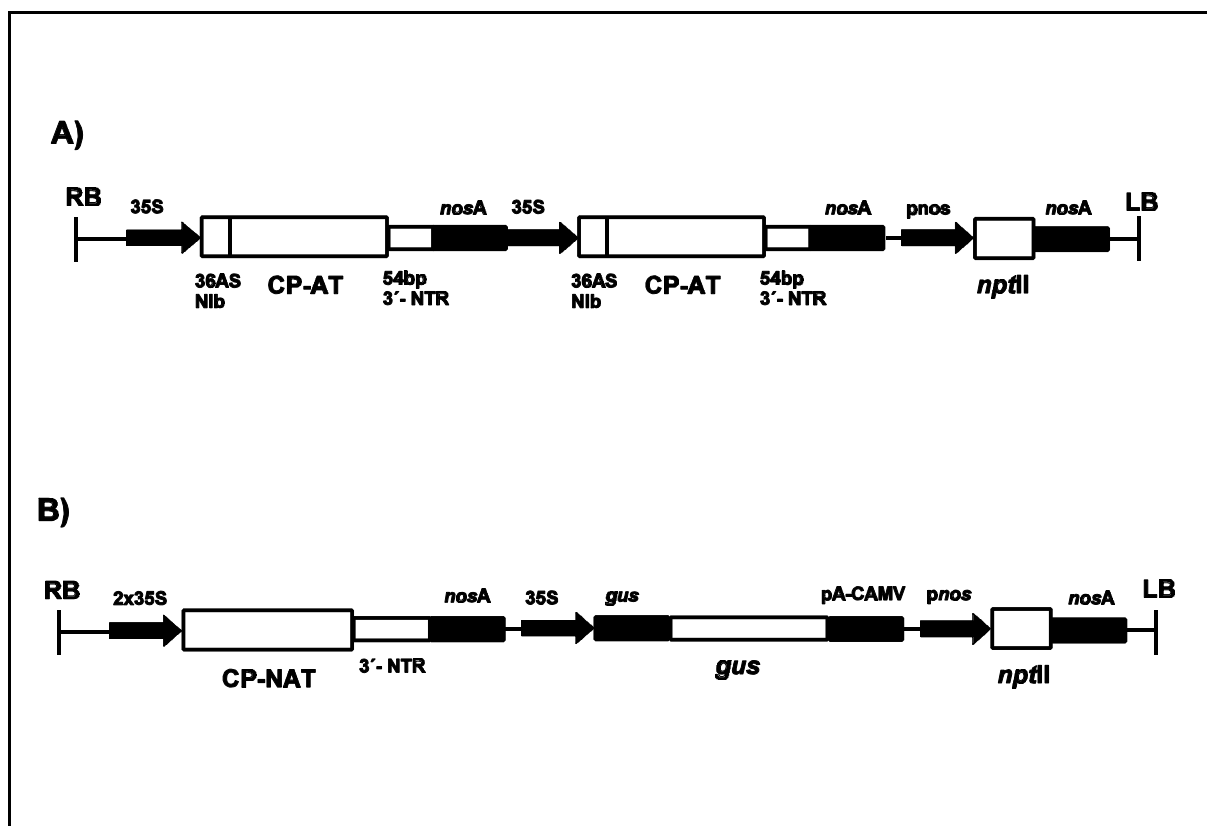 A)
RB 35S nosA 35S nosA pnos nosA LB
36AS NIb CP-AT 54bp 3´- NTR 36AS NIb CP-AT 54bp 3´- NTR nptII
B)
RB 2x35S nosA 35S gus pA-CAMV pnos nosA LB
CP-NAT 3´- NTR gus nptII